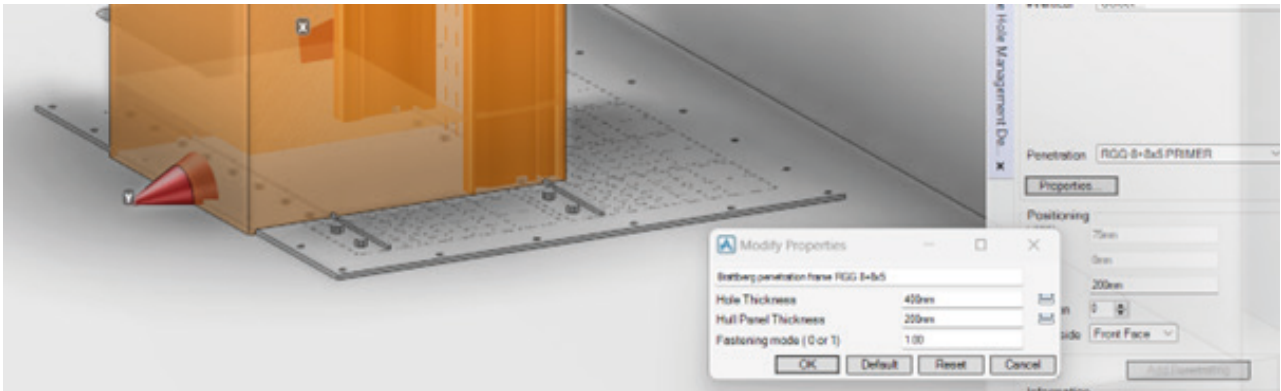 X
Y
e Hole Management De...
Penetration RGG 8+8x5 PRIMER
Properties...
Positioning
75mm
0mm
200mm
0
Front Face
Modify Properties
Brattberg penetration frame RGG 8+8x5
Hole Thickness 400mm
Hull Panel Thickness 200mm
Fastening mode ( 0 or 1) 1.00
OK Default Reset Cancel